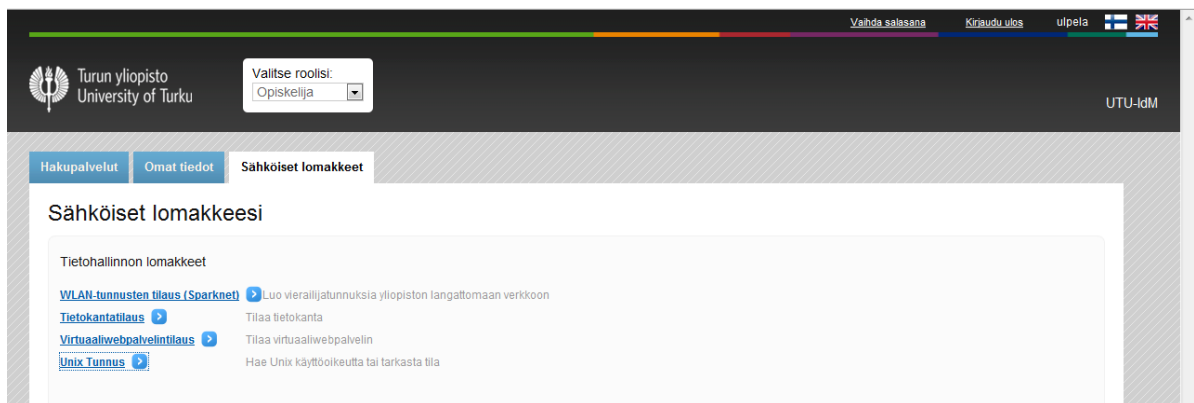 Vaihda salasana Kirjaudu ulos ulpela
Turun yliopisto
University of Turku
Valitse roolisi:
Opiskelija
UTU-IdM
Hakupalvelut Omat tiedot Sähköiset lomakkeet
Sähköiset lomakkeesi
Tietohallinnon lomakkeet
WLAN-tunnusten tilaus (Sparknet) Luo vierailijatunnuksia yliopiston langattomaan verkkoon
Tietokantatilaus Tilaa tietokanta
Virtuaaliwebpalvelintilaus Tilaa virtuaaliwebpalvelin
Unix Tunnus Hae Unix käyttöoikeutta tai tarkasta tila